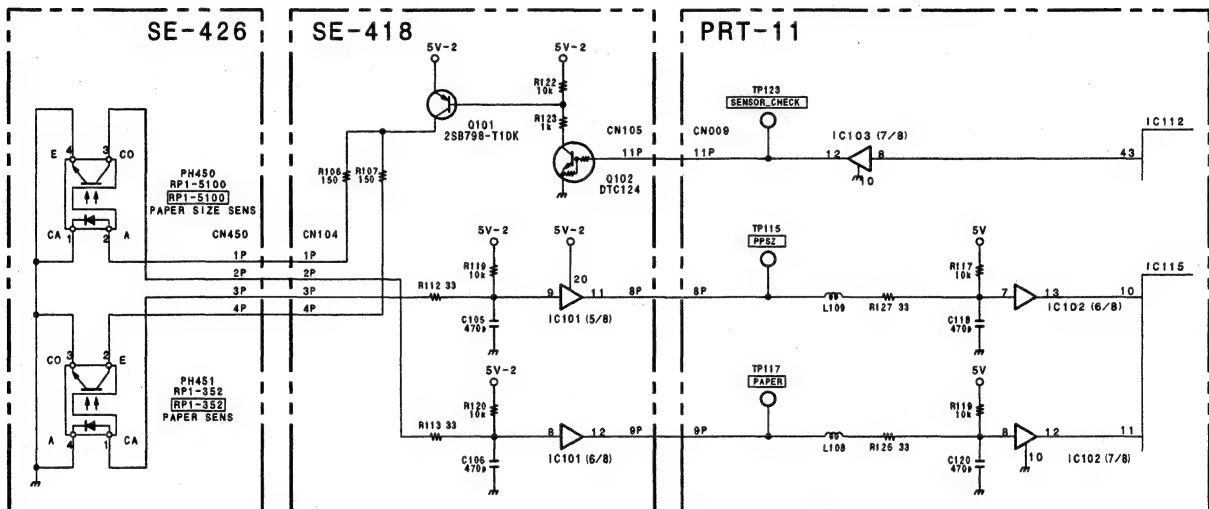 SE-426
SE-418
PRT-11
5V-2
5V-2
R122
10k
TP123
SENSOR_CHECK
R123
1k
Q101
2SB798-T1DK
CN105
CN009
IC103 (7/8)
IC112
4
3
E
CO
11P
11P
12
8
43
10
PH450
RP1-5100
RP1-5100
PAPER SIZE SENS
R106
150
R107
150
Q102
DTC124
CA
1
2
A
CN450
CN104
5V-2
5V-2
TP115
PPSZ
5V
1P
1P
2P
2P
3P
3P
4P
4P
R119
10k
20
R117
10k
IC115
R112 33
9
11
8P
8P
7
13
10
IC101 (5/8)
L109
R127 33
IC102 (6/8)
C105
470p
C118
470p
CO
3
2
E
PH451
RP1-352
RP1-352
PAPER SENS
5V-2
TP117
PAPER
5V
R120
10k
R119
10k
A
4
1
CA
R113 33
8
12
9P
9P
8
12
11
IC101 (6/8)
L108
R126 33
10
IC102 (7/8)
C106
470p
C120
470p